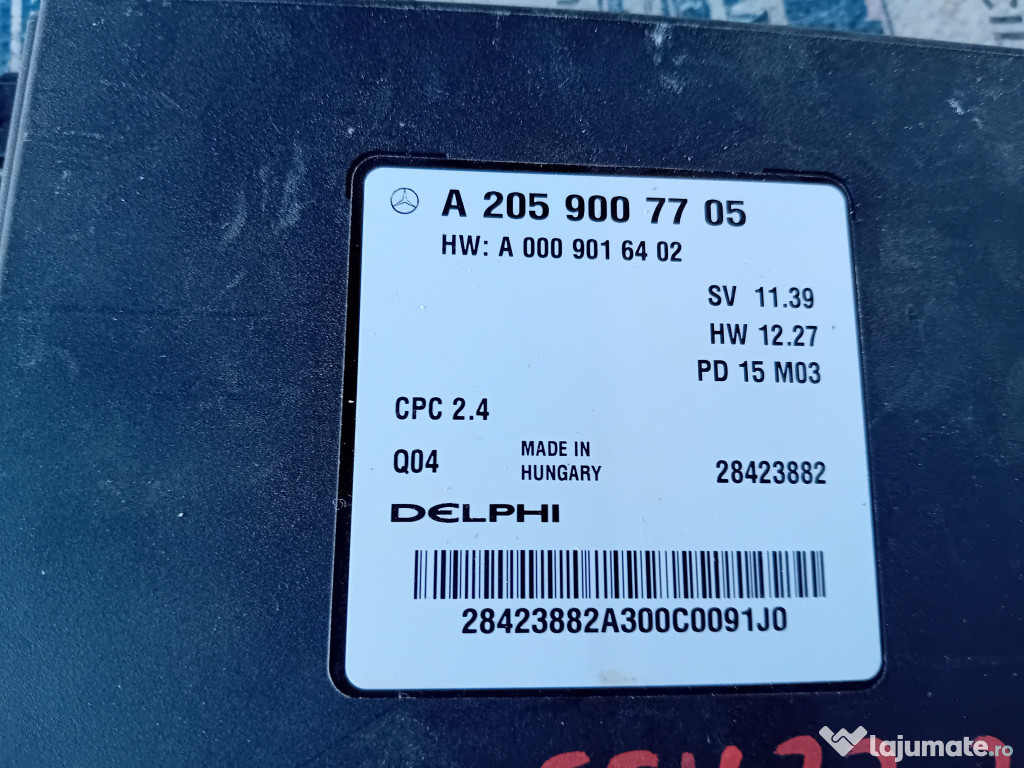 A 205 900 77 05
HW: A 000 901 64 02
SV 11.39
HW 12.27
PD 15 M03
CPC 2.4
Q04
MADE IN
HUNGARY
28423882
DELPHI
28423882A300C0091J0
lajumate.ro